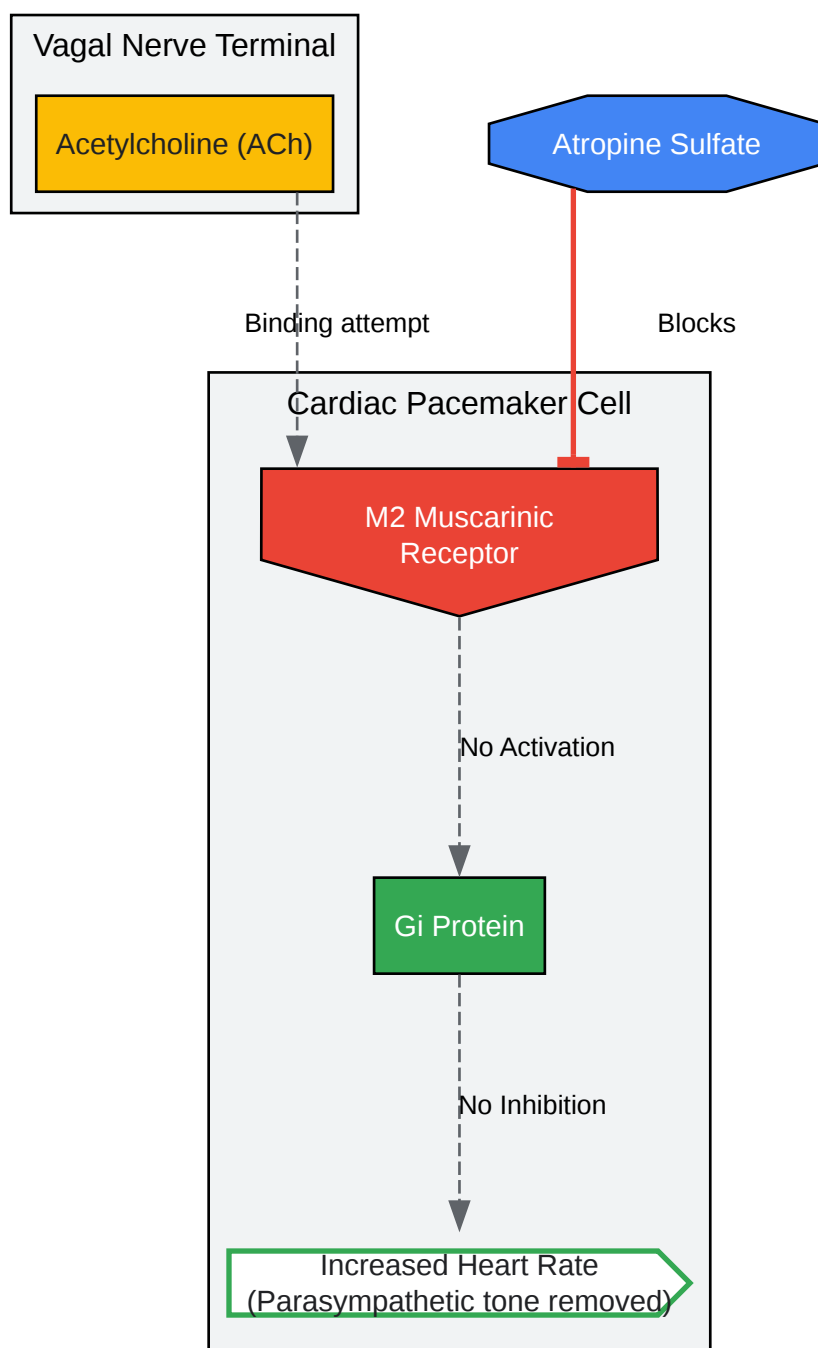 Vagal Nerve Terminal
Acetylcholine (ACh)
Atropine Sulfate
Binding attempt
Blocks
Cardiac Pacemaker Cell
M2 Muscarinic
Receptor
No Activation
Gi Protein
No Inhibition
Increased Heart Rate
(Parasympathetic tone removed)